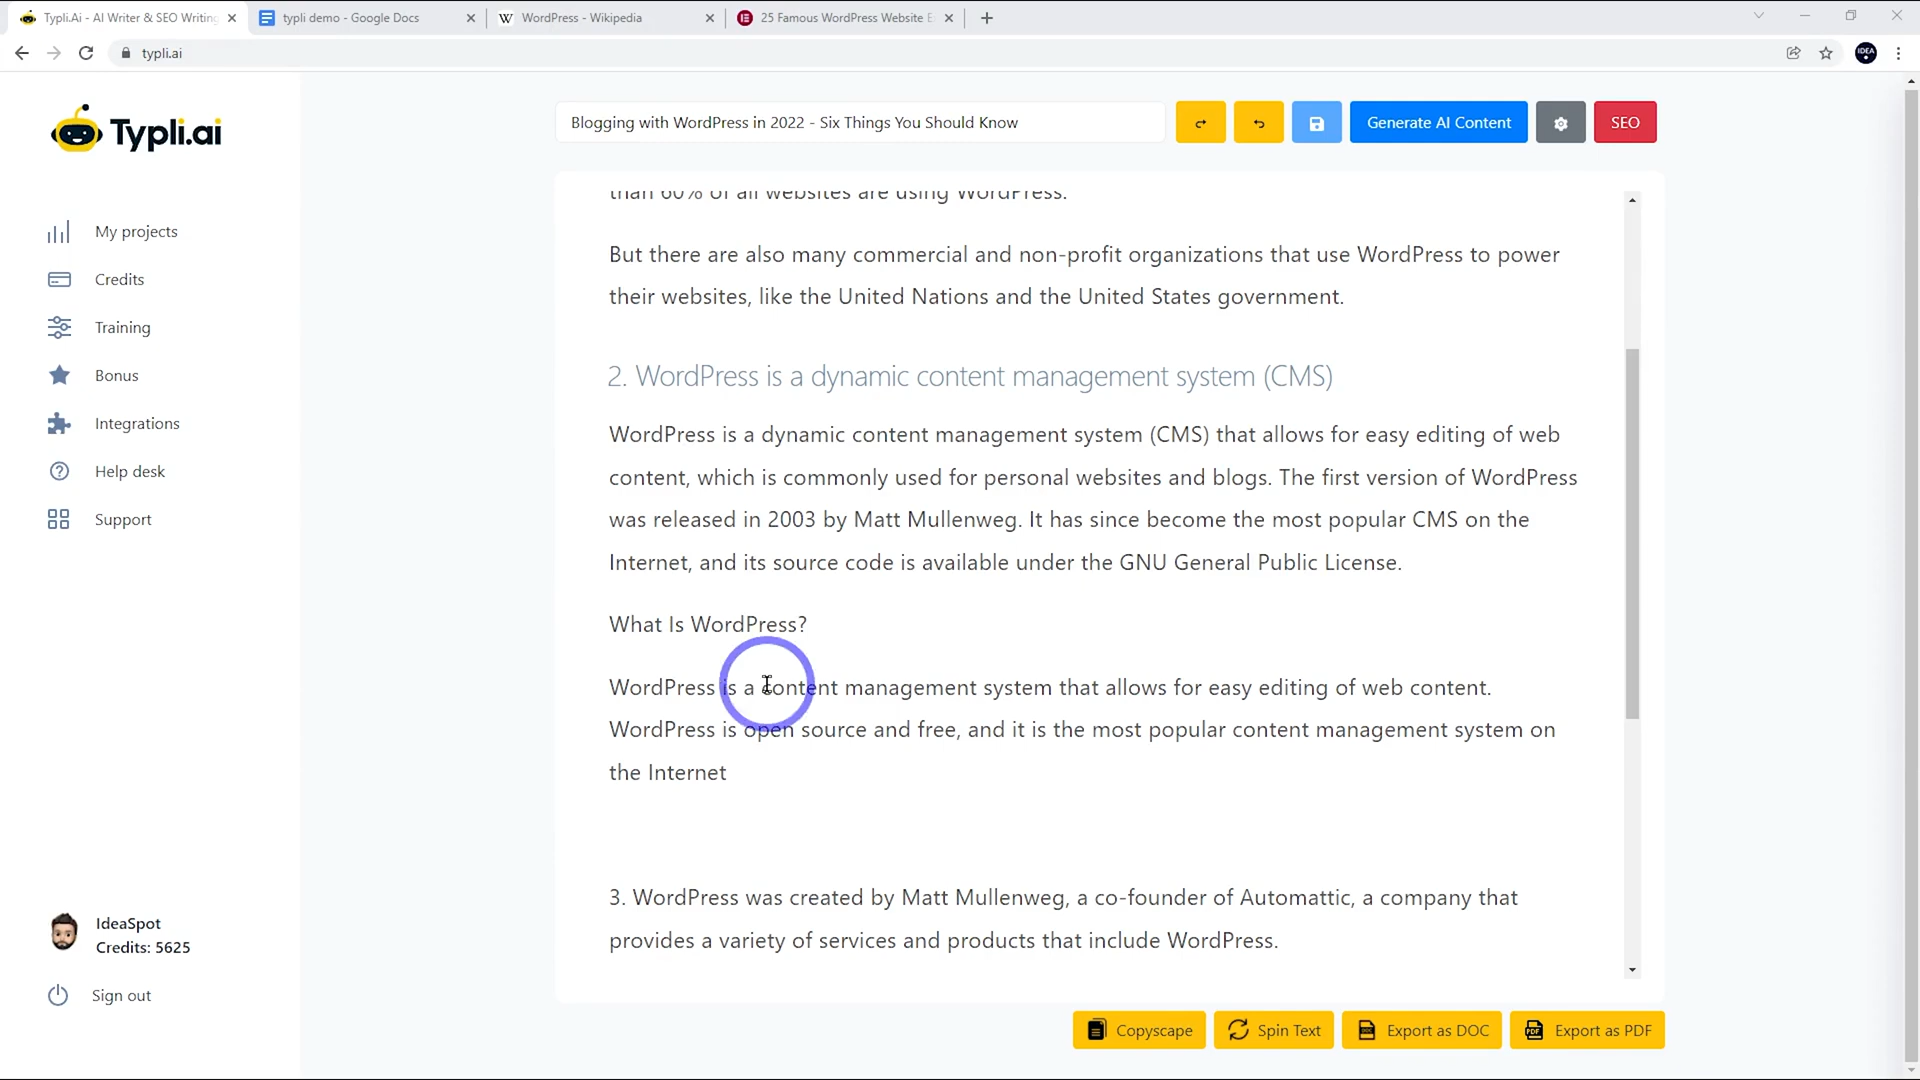 Typli.Ai - AI Writer & SEO Writing
typli demo - Google Docs
WordPress - Wikipedia
25 Famous WordPress Website E
typli.ai
IDEA
Typli.ai
Blogging with WordPress in 2022 - Six Things You Should Know
Generate AI Content
SEO
My projects
Credits
Training
Bonus
Integrations
Help desk
Support
than 60% of all websites are using WordPress.
But there are also many commercial and non-profit organizations that use WordPress to power
their websites, like the United Nations and the United States government.
2. WordPress is a dynamic content management system (CMS)
WordPress is a dynamic content management system (CMS) that allows for easy editing of web
content, which is commonly used for personal websites and blogs. The first version of WordPress
was released in 2003 by Matt Mullenweg. It has since become the most popular CMS on the
Internet, and its source code is available under the GNU General Public License.
What Is WordPress?
WordPress is a content management system that allows for easy editing of web content.
WordPress is open source and free, and it is the most popular content management system on
the Internet
3. WordPress was created by Matt Mullenweg, a co-founder of Automattic, a company that
provides a variety of services and products that include WordPress.
IdeaSpot
Credits: 5625
Sign out
Copyscape
Spin Text
Export as DOC
PDF
Export as PDF